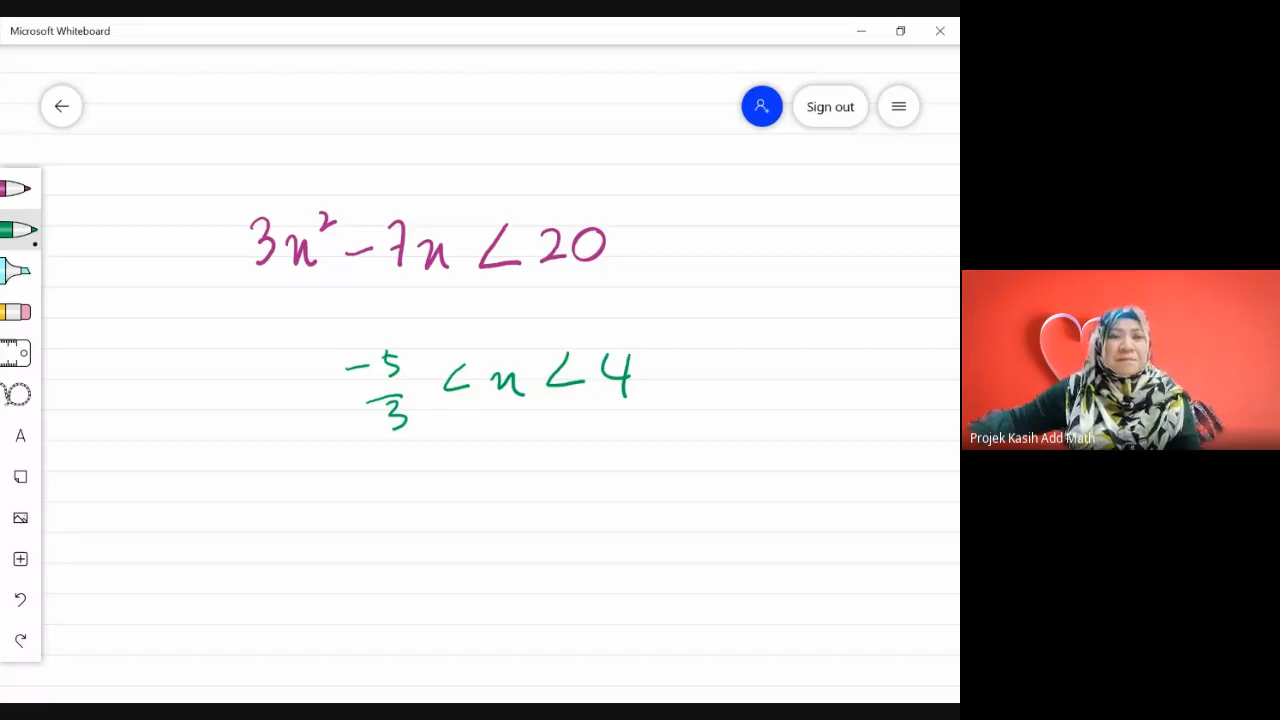 Microsoft Whiteboard
Sign out
3x² - 7x < 20
-5/3 < x < 4
A
Projek Kasih Add Math